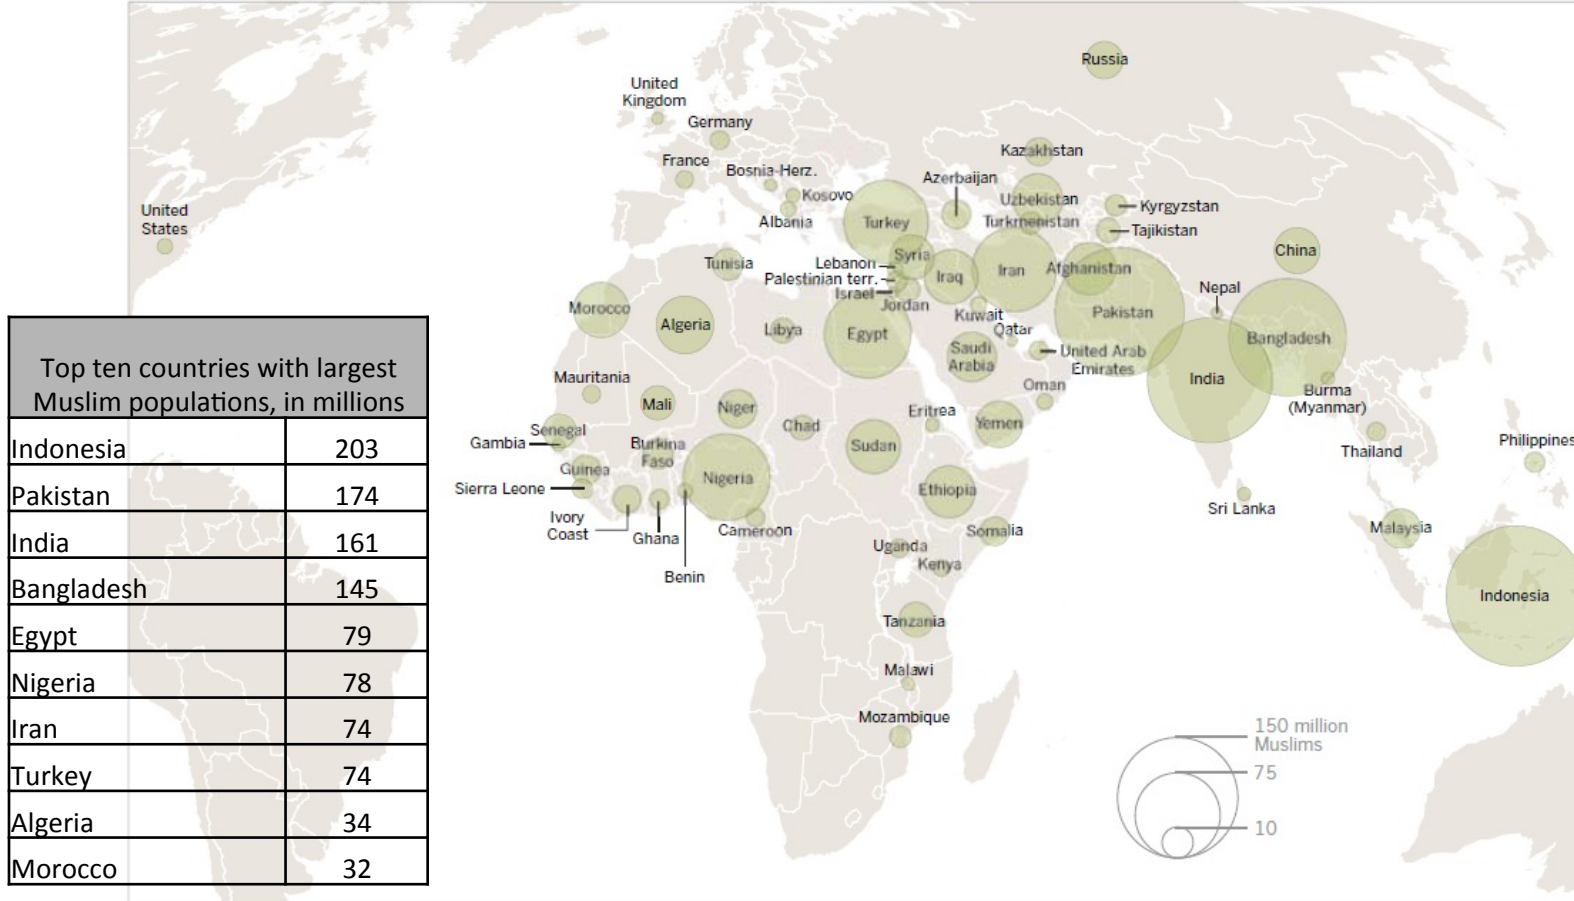 Top ten countries with largest
Muslim populations, in millions
Indonesia 203
Pakistan 174
India 161
Bangladesh 145
Egypt 79
Nigeria 78
Iran 74
Turkey 74
Algeria 34
Morocco 32
Russia
United
Kingdom
Germany
France
Bosnia-Herz.
Kosovo
Albania
Kazakhstan
Azerbaijan
Uzbekistan
Turkmenistan
Kyrgyzstan
Tajikistan
United
States
Turkey
China
Tunisia
Lebanon
Palestinian terr.
Israel
Syria
Iraq
Iran
Afghanistan
Jordan
Kuwait
Qatar
Nepal
Pakistan
Morocco
Algeria
Libya
Egypt
Saudi
Arabia
United Arab
Emirates
Oman
India
Bangladesh
Burma
(Myanmar)
Mauritania
Mali
Niger
Chad
Eritrea
Yemen
Thailand
Philippines
Senegal
Gambia
Burkina
Faso
Sudan
Guinea
Sierra Leone
Nigeria
Ethiopia
Sri Lanka
Ivory
Coast
Ghana
Benin
Cameroon
Somalia
Malaysia
Uganda
Kenya
Indonesia
Tanzania
Malawi
Mozambique
150 million
Muslims
75
10